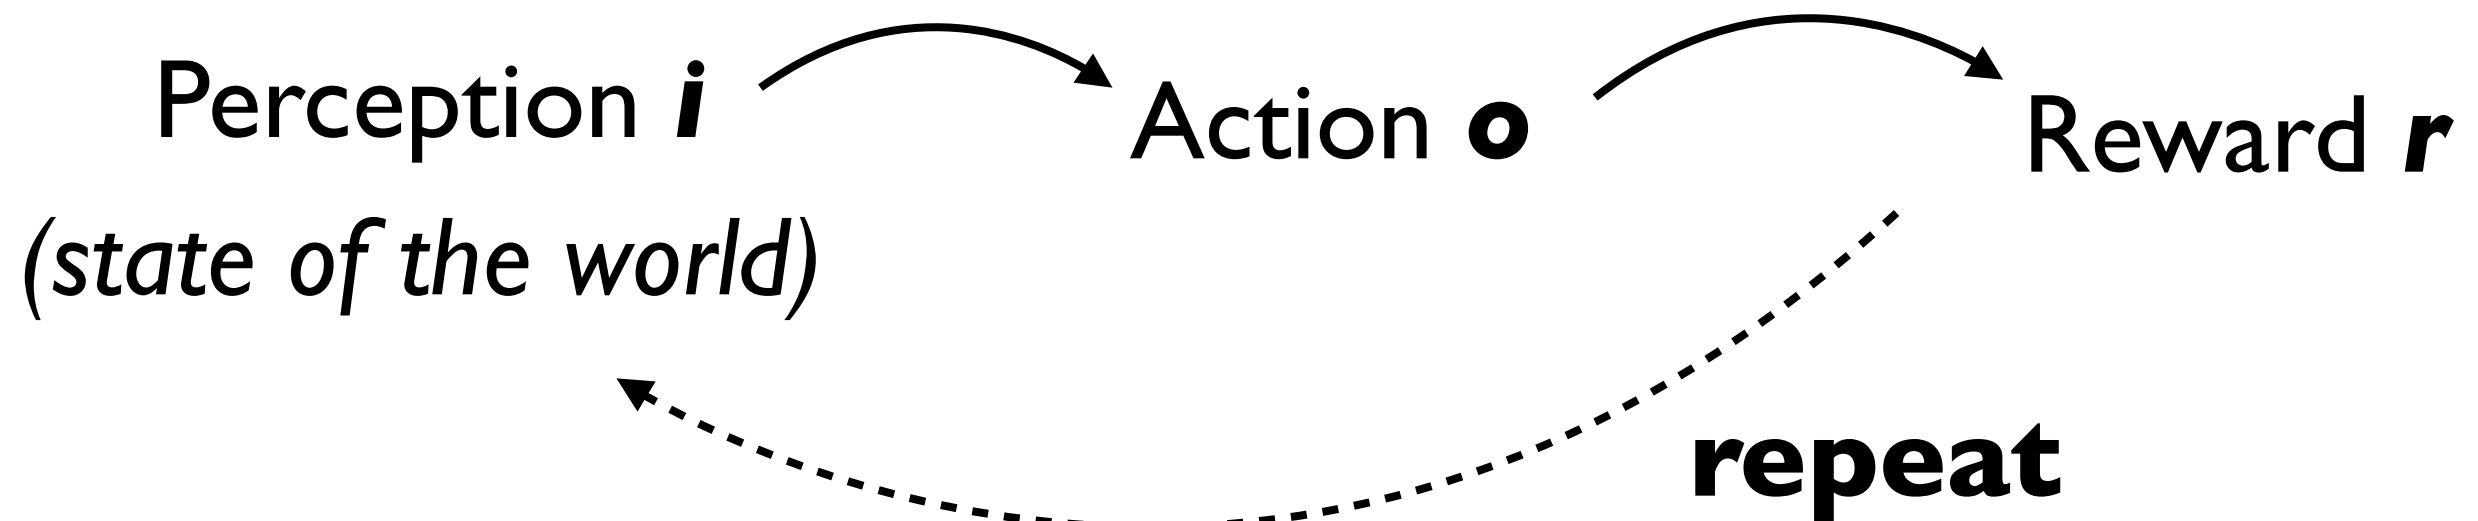 Perception i
Action o
Reward r
(state of the world)
repeat